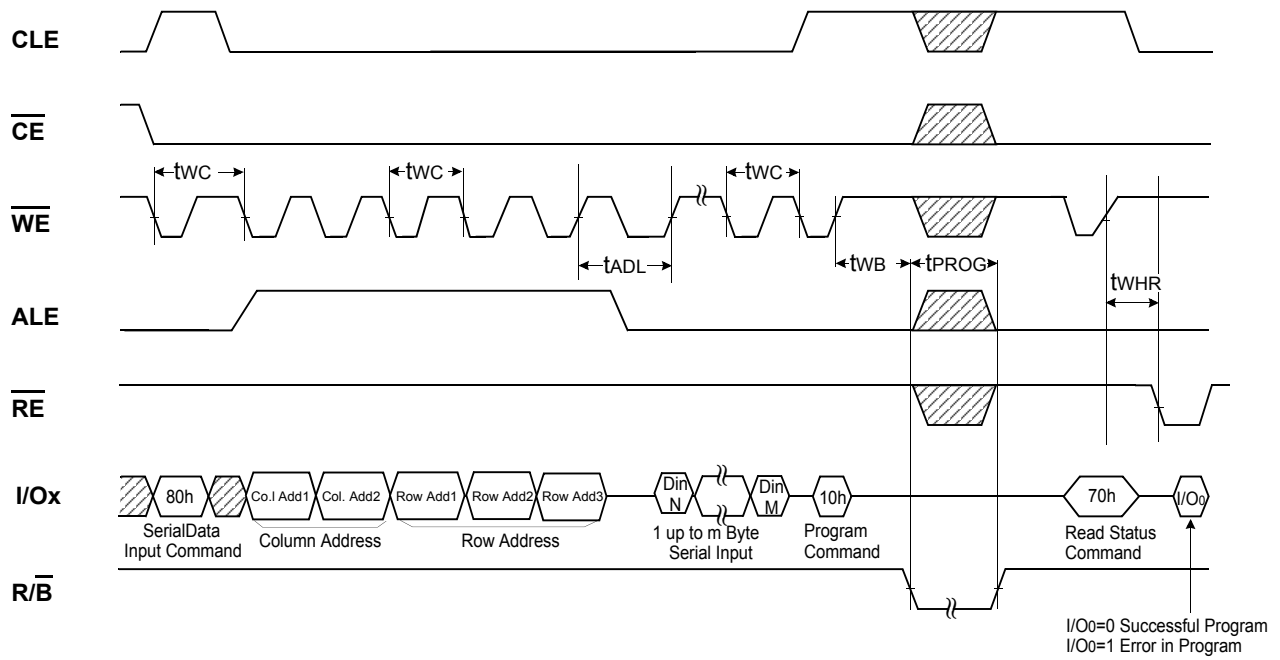 CLE
CE
tWC
tWC
tWC
WE
tADL
tWB
tPROG
tWHR
ALE
RE
I/Ox
80h
Co.l Add1
Col. Add2
Row Add1
Row Add2
Row Add3
Din
N
Din
M
10h
70h
I/O0
SerialData
Input Command
Column Address
Row Address
1 up to m Byte
Serial Input
Program
Command
Read Status
Command
R/B
I/O0=0 Successful Program
I/O0=1 Error in Program